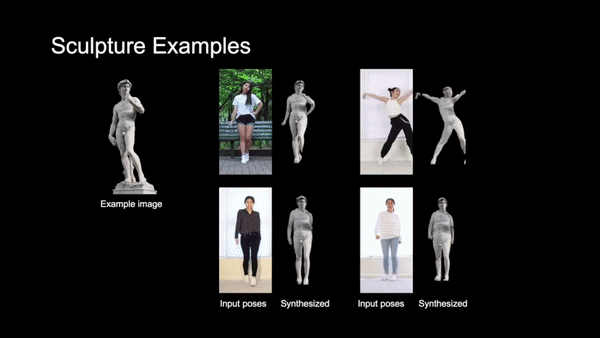 Sculpture Examples
Example image
Input poses
Synthesized
Input poses
Synthesized